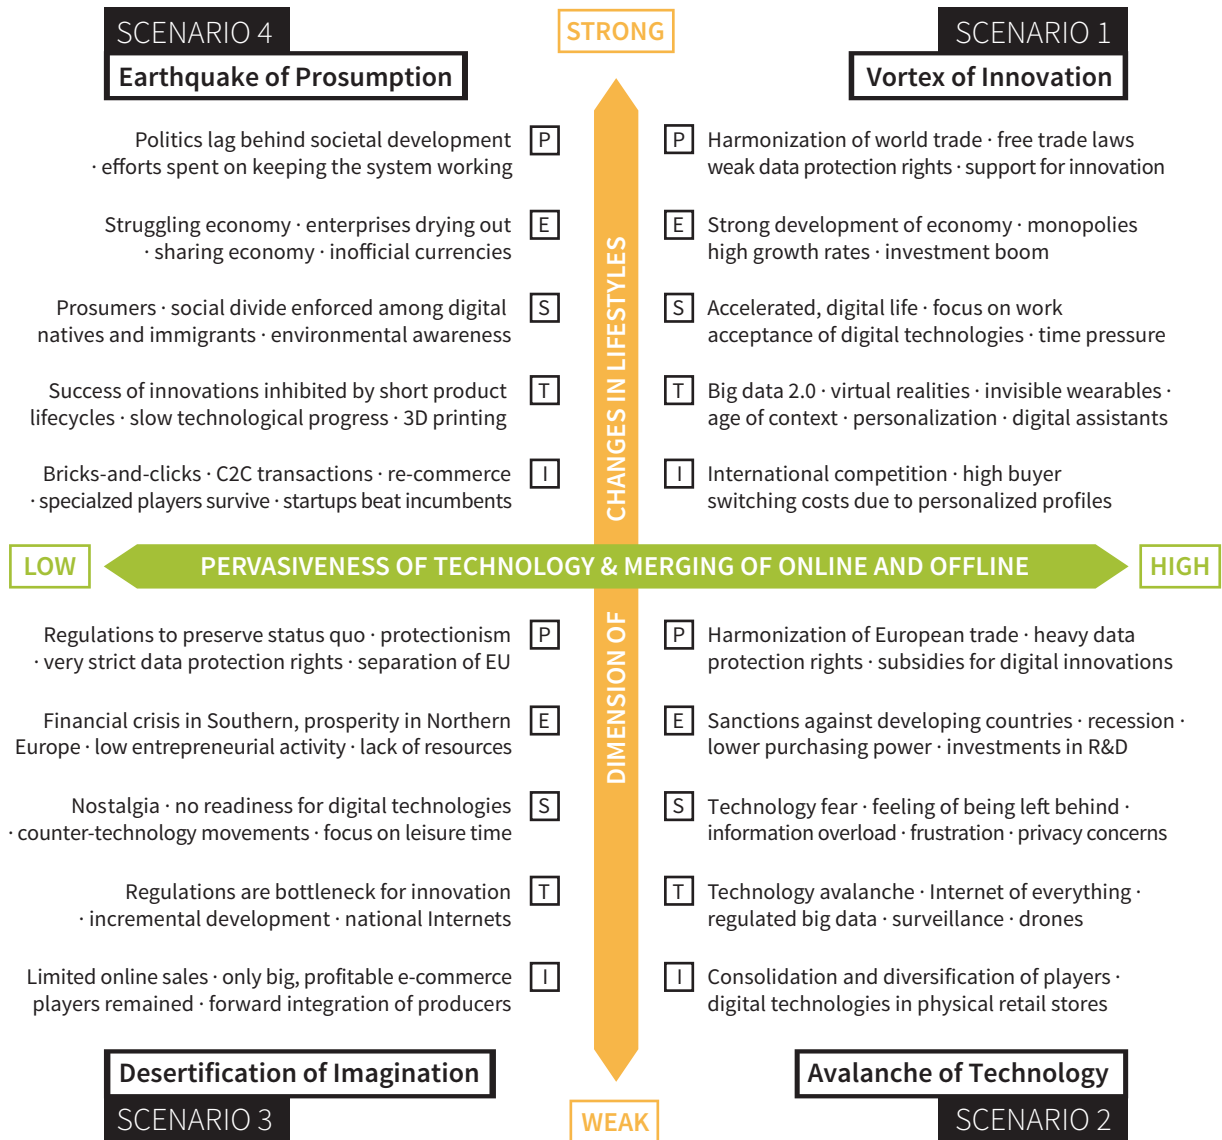 SCENARIO 4
Earthquake of Prosumption
STRONG
SCENARIO 1
Vortex of Innovation
Politics lag behind societal development
· efforts spent on keeping the system working
P
Struggling economy · enterprises drying out
· sharing economy · inofficial currencies
E
Prosumers · social divide enforced among digital
natives and immigrants · environmental awareness
S
Success of innovations inhibited by short product
lifecycles · slow technological progress · 3D printing
T
Bricks-and-clicks · C2C transactions · re-commerce
· specialzed players survive · startups beat incumbents
I
P
Harmonization of world trade · free trade laws
weak data protection rights · support for innovation
E
Strong development of economy · monopolies
high growth rates · investment boom
S
Accelerated, digital life · focus on work
acceptance of digital technologies · time pressure
T
Big data 2.0 · virtual realities · invisible wearables ·
age of context · personalization · digital assistants
I
International competition · high buyer
switching costs due to personalized profiles
DIMENSION OF CHANGES IN LIFESTYLES
LOW
PERVASIVENESS OF TECHNOLOGY & MERGING OF ONLINE AND OFFLINE
HIGH
Regulations to preserve status quo · protectionism
· very strict data protection rights · separation of EU
P
Financial crisis in Southern, prosperity in Northern
Europe · low entrepreneurial activity · lack of resources
E
Nostalgia · no readiness for digital technologies
· counter-technology movements · focus on leisure time
S
Regulations are bottleneck for innovation
· incremental development · national Internets
T
Limited online sales · only big, profitable e-commerce
players remained · forward integration of producers
I
P
Harmonization of European trade · heavy data
protection rights · subsidies for digital innovations
E
Sanctions against developing countries · recession ·
lower purchasing power · investments in R&D
S
Technology fear · feeling of being left behind ·
information overload · frustration · privacy concerns
T
Technology avalanche · Internet of everything ·
regulated big data · surveillance · drones
I
Consolidation and diversification of players ·
digital technologies in physical retail stores
Desertification of Imagination
SCENARIO 3
WEAK
Avalanche of Technology
SCENARIO 2